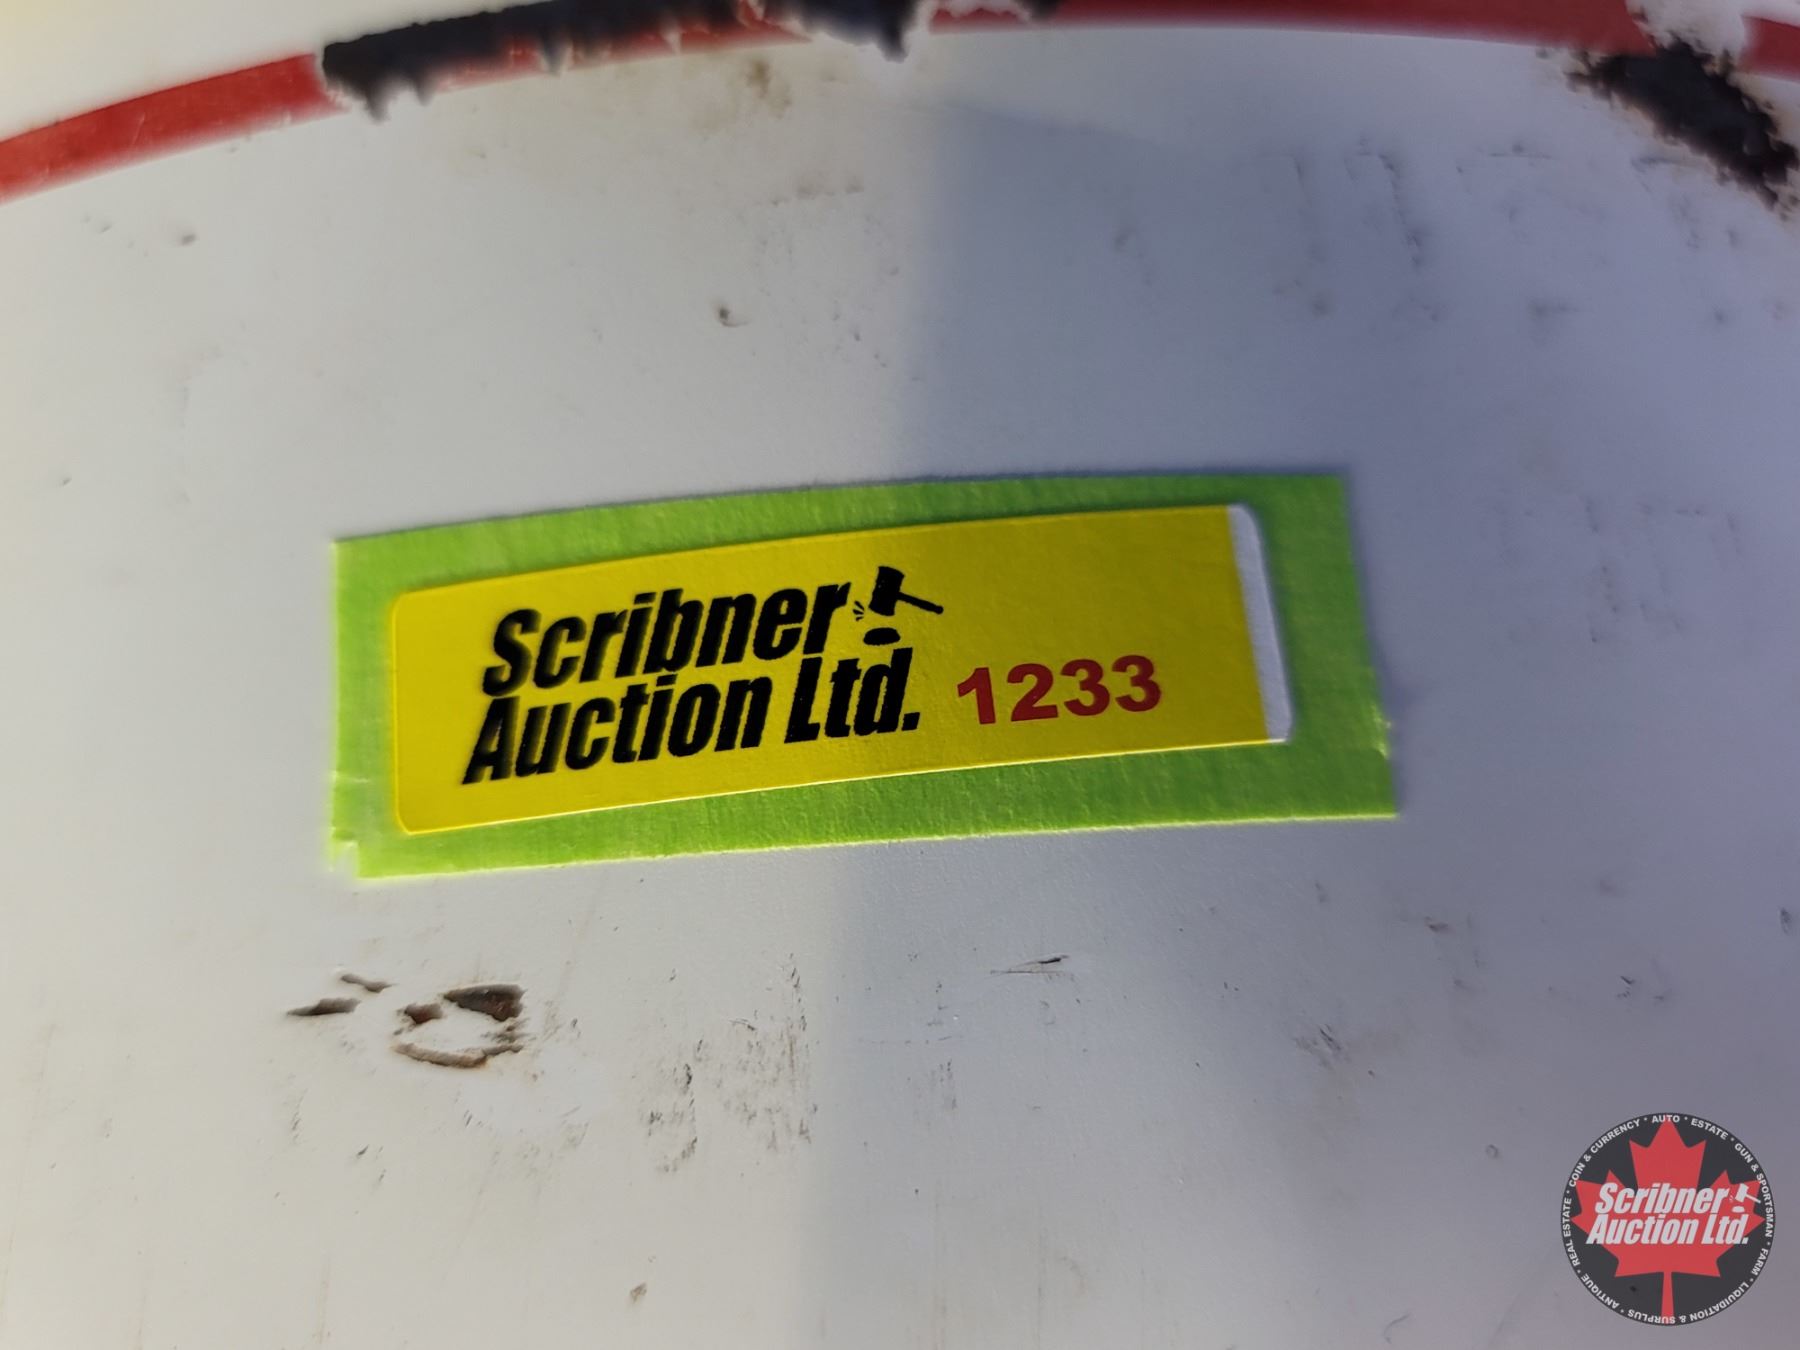 Scribner
Auction Ltd. 1233
COIN & CURRENCY • AUTO • ESTATE • GUN & SPORTSMAN • FARM • LIQUIDATION & SURPLUS • ANTIQUE • REAL ESTATE •
Scribner
Auction Ltd.